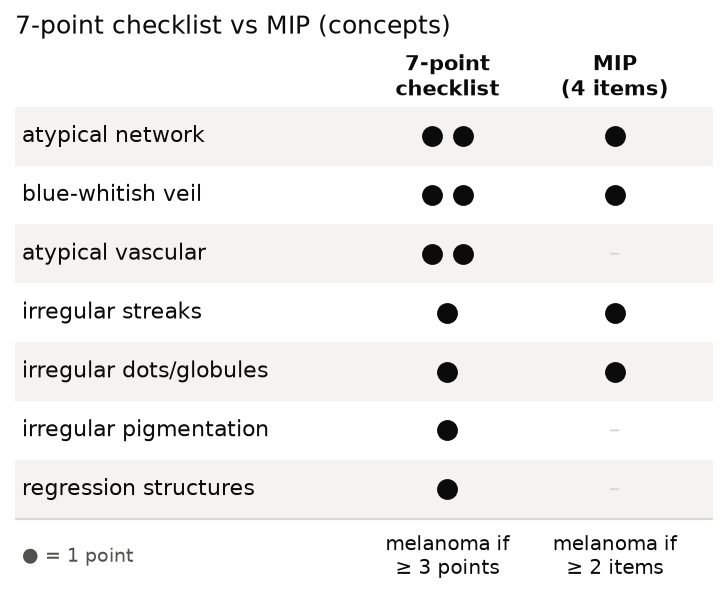 7-point checklist vs MIP (concepts)
7-point checklist
MIP (4 items)
atypical network ●● ●
blue-whitish veil ●● ●
atypical vascular ●● –
irregular streaks ● ●
irregular dots/globules ● ●
irregular pigmentation ● –
regression structures ● –
● = 1 point
melanoma if ≥ 3 points
melanoma if ≥ 2 items